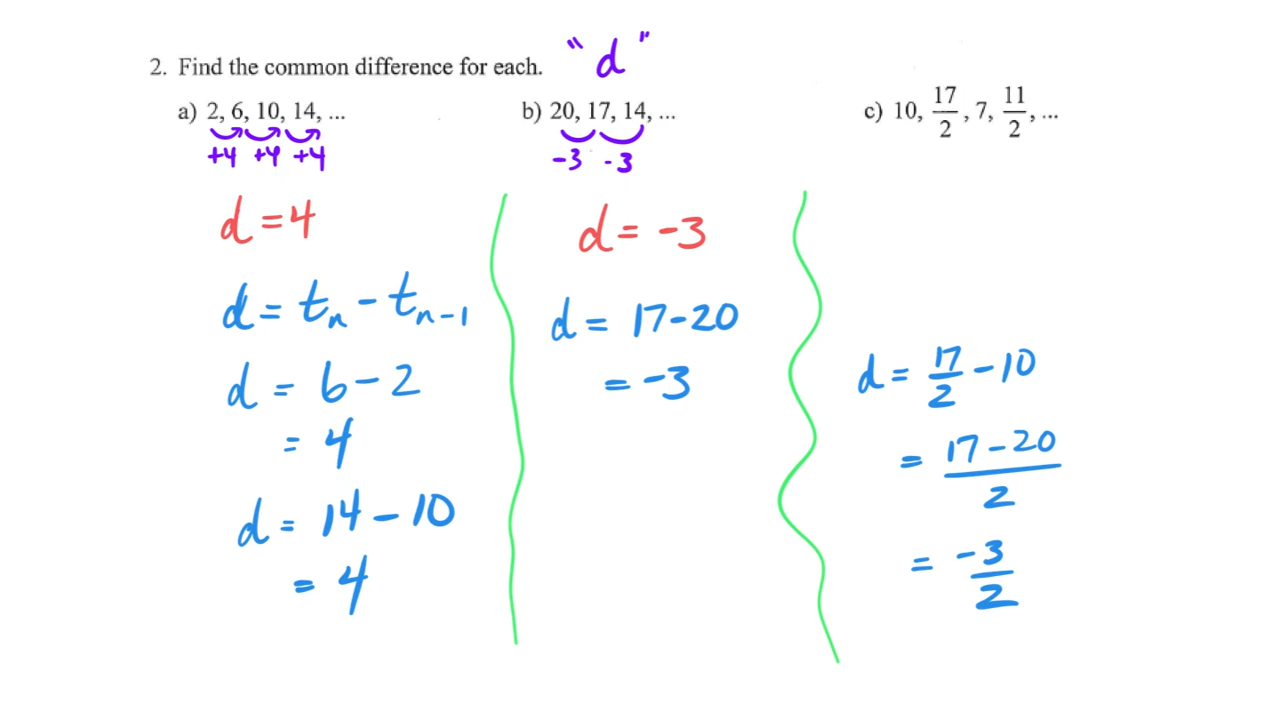 2. Find the common difference for each. "d"
a) 2, 6, 10, 14, ...
+4 +4 +4
d = 4
d = tₙ - tₙ₋₁
d = 6 - 2
= 4
d = 14 - 10
= 4
b) 20, 17, 14, ...
-3 -3
d = -3
d = 17 - 20
= -3
c) 10, 17/2, 7, 11/2, ...
d = 17/2 - 10
= 17 - 20 / 2
= -3/2